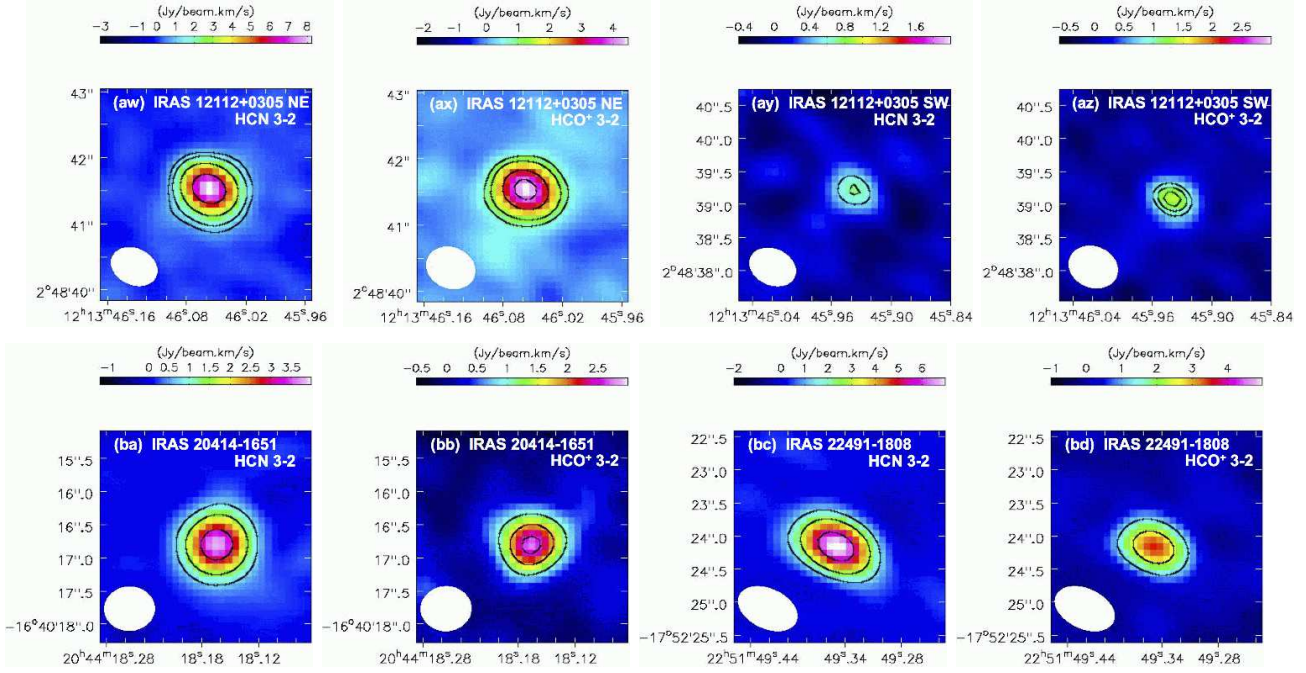 (Jy/beam.km/s)
−3 −1 0 1 2 3 4 5 6 7 8
(aw) IRAS 12112+0305 NE
HCN 3-2
43"
42"
41"
2°48'40"
12h13m46s.16 46s.08 46s.02 45s.96
(Jy/beam.km/s)
−2 −1 0 1 2 3 4
(ax) IRAS 12112+0305 NE
HCO+ 3-2
43"
42"
41"
2°48'40"
12h13m46s.16 46s.08 46s.02 45s.96
(Jy/beam.km/s)
−0.4 0 0.4 0.8 1.2 1.6
(ay) IRAS 12112+0305 SW
HCN 3-2
40".5
40".0
39".5
39".0
38".5
2°48'38".0
12h13m46s.04 45s.96 45s.90 45s.84
(Jy/beam.km/s)
−0.5 0 0.5 1 1.5 2 2.5
(az) IRAS 12112+0305 SW
HCO+ 3-2
40".5
40".0
39".5
39".0
38".5
2°48'38".0
12h13m46s.04 45s.96 45s.90 45s.84
(Jy/beam.km/s)
−1 0 0.5 1 1.5 2 2.5 3 3.5
(ba) IRAS 20414-1651
HCN 3-2
15".5
16".0
16".5
17".0
17".5
−16°40'18".0
20h44m18s.28 18s.18 18s.12
(Jy/beam.km/s)
−0.5 0 0.5 1 1.5 2 2.5
(bb) IRAS 20414-1651
HCO+ 3-2
15".5
16".0
16".5
17".0
17".5
−16°40'18".0
20h44m18s.28 18s.18 18s.12
(Jy/beam.km/s)
−2 0 1 2 3 4 5 6
(bc) IRAS 22491-1808
HCN 3-2
22".5
23".0
23".5
24".0
24".5
25".0
−17°52'25".5
22h51m49s.44 49s.34 49s.28
(Jy/beam.km/s)
−1 0 1 2 3 4
(bd) IRAS 22491-1808
HCO+ 3-2
22".5
23".0
23".5
24".0
24".5
25".0
−17°52'25".5
22h51m49s.44 49s.34 49s.28